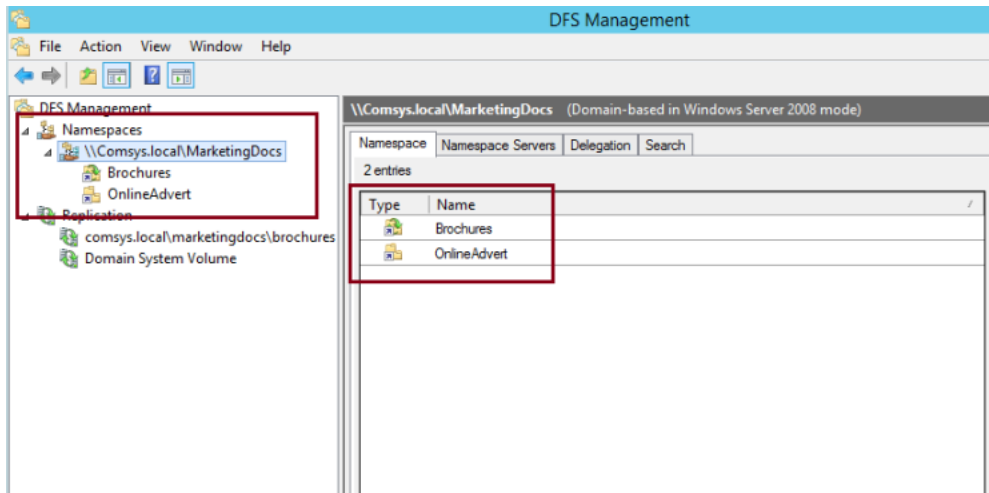 DFS Management
File Action View Window Help
DFS Management
Namespaces
\\Comsys.local\MarketingDocs
Brochures
OnlineAdvert
Replication
comsys.local\marketingdocs\brochures
Domain System Volume
\\Comsys.local\MarketingDocs (Domain-based in Windows Server 2008 mode)
Namespace Namespace Servers Delegation Search
2 entries
Type Name
Brochures
OnlineAdvert